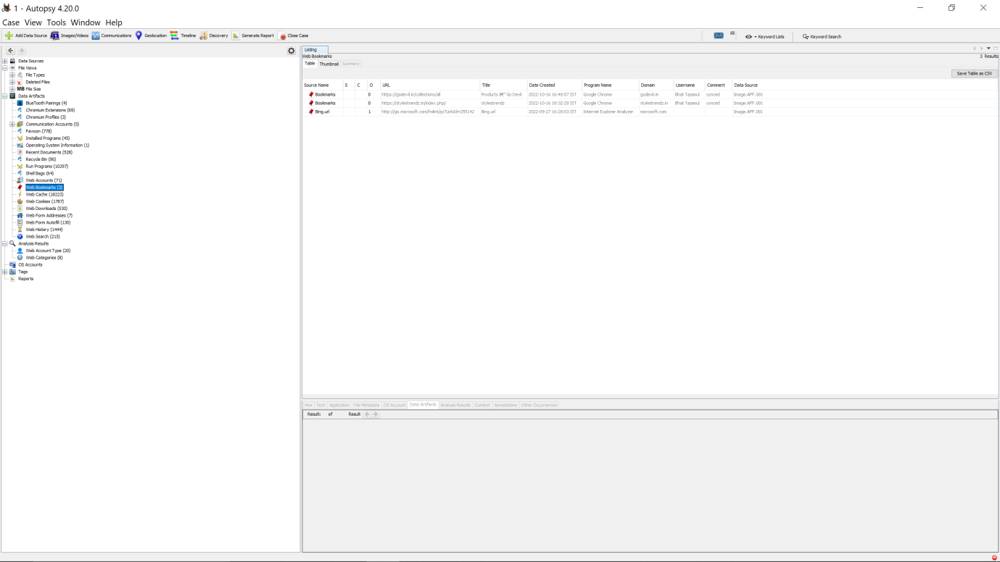 1 - Autopsy 4.20.0
Case View Tools Window Help
Add Data Source Images/Videos Communications Geolocation Timeline Discovery Generate Report Close Case Keyword Lists Keyword Search
Data Sources
File Views
File Types
Deleted Files
MB File Size
Data Artifacts
BlueTooth Pairings (4)
Chromium Extensions (69)
Chromium Profiles (3)
Communication Accounts (5)
Favicon (778)
Installed Programs (45)
Operating System Information (1)
Recent Documents (528)
Recycle Bin (90)
Run Programs (10297)
Shell Bags (64)
Web Accounts (71)
Web Bookmarks (3)
Web Cache (18223)
Web Cookies (1787)
Web Downloads (530)
Web Form Addresses (7)
Web Form Autofill (130)
Web History (1444)
Web Search (215)
Analysis Results
Web Account Type (20)
Web Categories (8)
OS Accounts
Tags
Reports
Listing
Web Bookmarks 3 Results
Table Thumbnail Summary
Save Table as CSV
Source Name S C O URL Title Date Created Program Name Domain Username Comment Data Source
Bookmarks 0 https://godevil.in/collections/all Products â€“ Go Devil 2022-10-16 16:40:57 IST Google Chrome godevil.in Bhat Tajamul synced Image.AFF.001
Bookmarks 0 https://stylestrendz.in/index.php/ stylestrendz 2022-10-16 18:32:28 IST Google Chrome stylestrendz.in Bhat Tajamul synced Image.AFF.001
Bing.url 1 http://go.microsoft.com/fwlink/p/?LinkId=255142 Bing.url 2022-09-27 16:28:03 IST Internet Explorer Analyzer microsoft.com Image.AFF.001
Hex Text Application File Metadata OS Account Data Artifacts Analysis Results Context Annotations Other Occurrences
Result: of Result